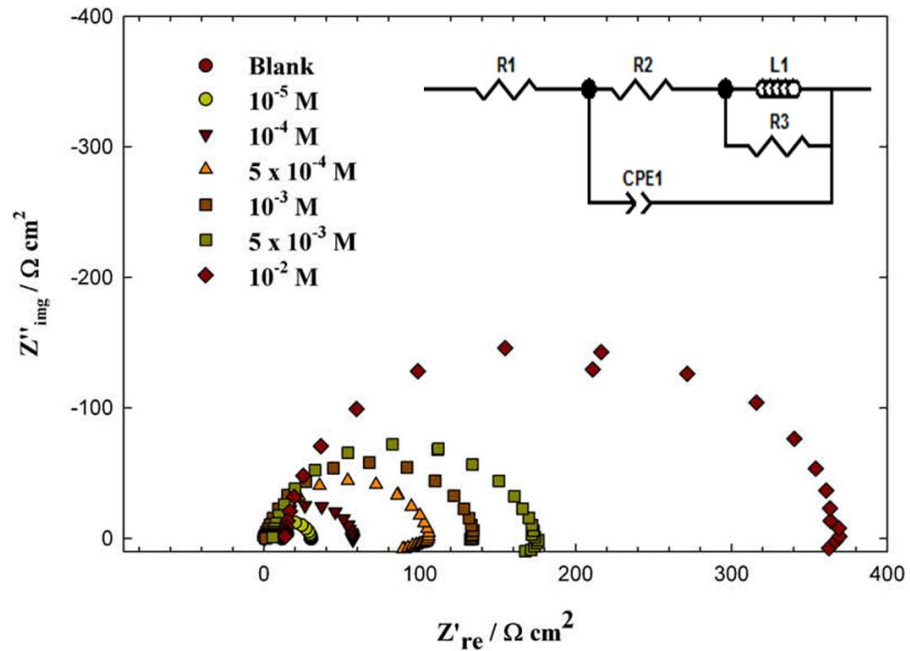 -400
-300
-200
-100
0
Z''img / Ω cm²
Blank
10⁻⁵ M
10⁻⁴ M
5 x 10⁻⁴ M
10⁻³ M
5 x 10⁻³ M
10⁻² M
R1
R2
L1
R3
CPE1
0 100 200 300 400
Z're / Ω cm²